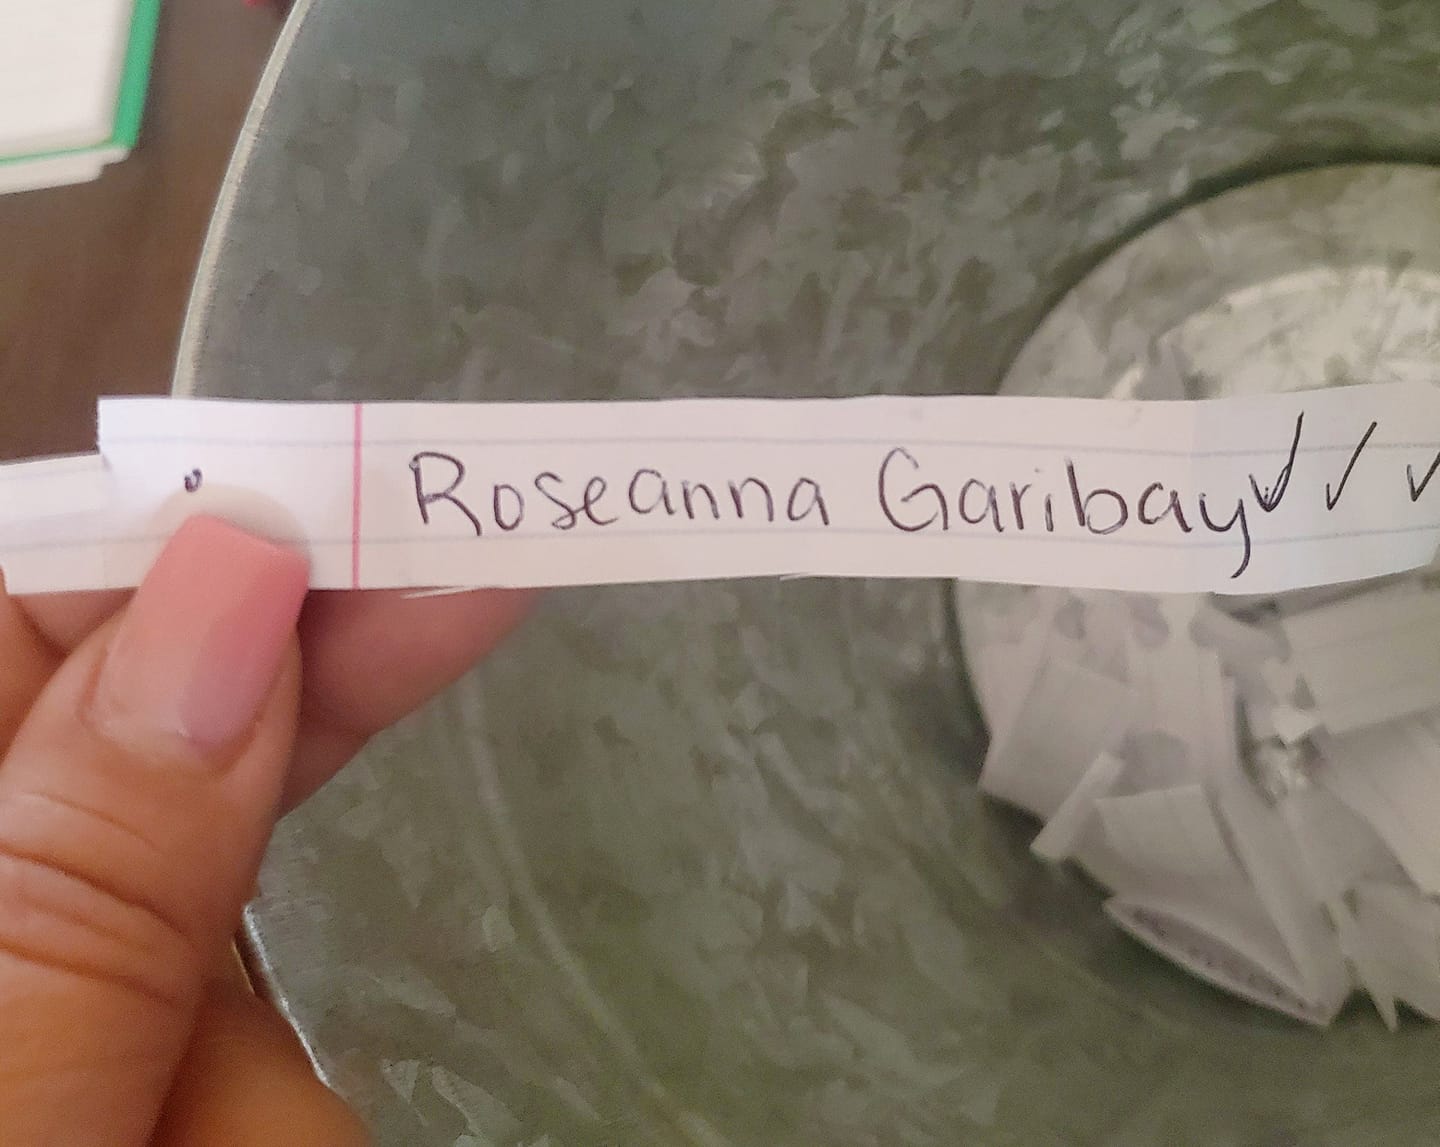 Roseanna Garibay✓ ✓ ✓